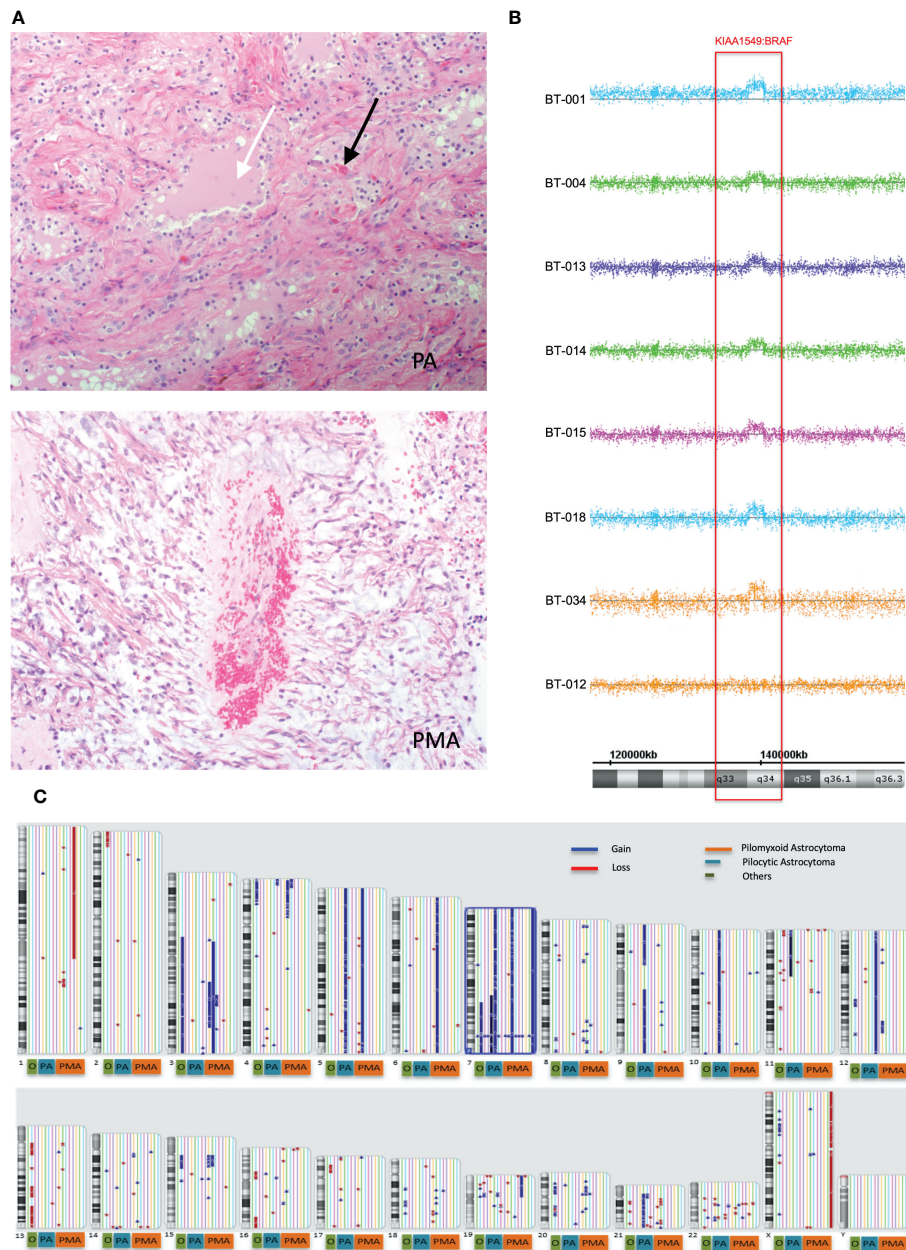 A
PA
PMA
B
KIAA1549:BRAF
BT-001
BT-004
BT-013
BT-014
BT-015
BT-018
BT-034
BT-012
120000kb 140000kb
q33 q34 q35 q36.1 q36.3
C
Gain Pilomyxoid Astrocytoma
Loss Pilocytic Astrocytoma
Others
1 O PA PMA 2 O PA PMA 3 O PA PMA 4 O PA PMA 5 O PA PMA 6 O PA PMA 7 O PA PMA 8 O PA PMA 9 O PA PMA 10 O PA PMA 11 O PA PMA 12 O PA PMA
13 O PA PMA 14 O PA PMA 15 O PA PMA 16 O PA PMA 17 O PA PMA 18 O PA PMA 19 O PA PMA 20 O PA PMA 21 O PA PMA 22 O PA PMA X O PA PMA Y O PA PMA